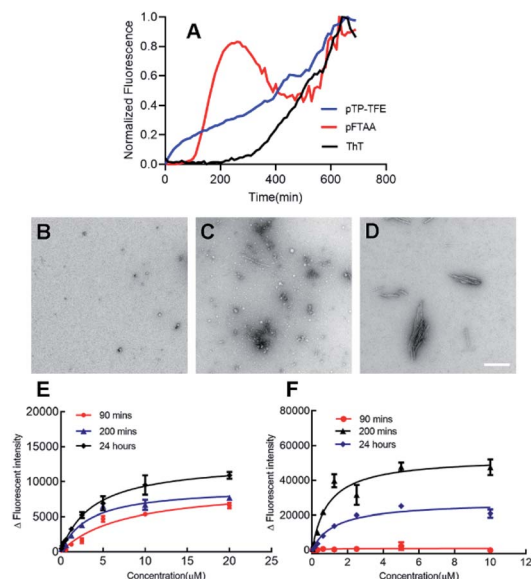 A
Normalized Fluorescence
1.0
0.8
0.6
0.4
0.2
0.0
0 200 400 600 800
Time(min)
pTP-TFE
pFTAA
ThT
B
C
D
E
Δ Fluorescent intensity
20000
15000
10000
5000
0
0 5 10 15 20 25
Concentration(uM)
90 mins
200 mins
24 hours
F
Δ Fluorescent intensity
80000
60000
40000
20000
0
0 2 4 6 8 10 12
Concentration(uM)
90 mins
200 mins
24 hours